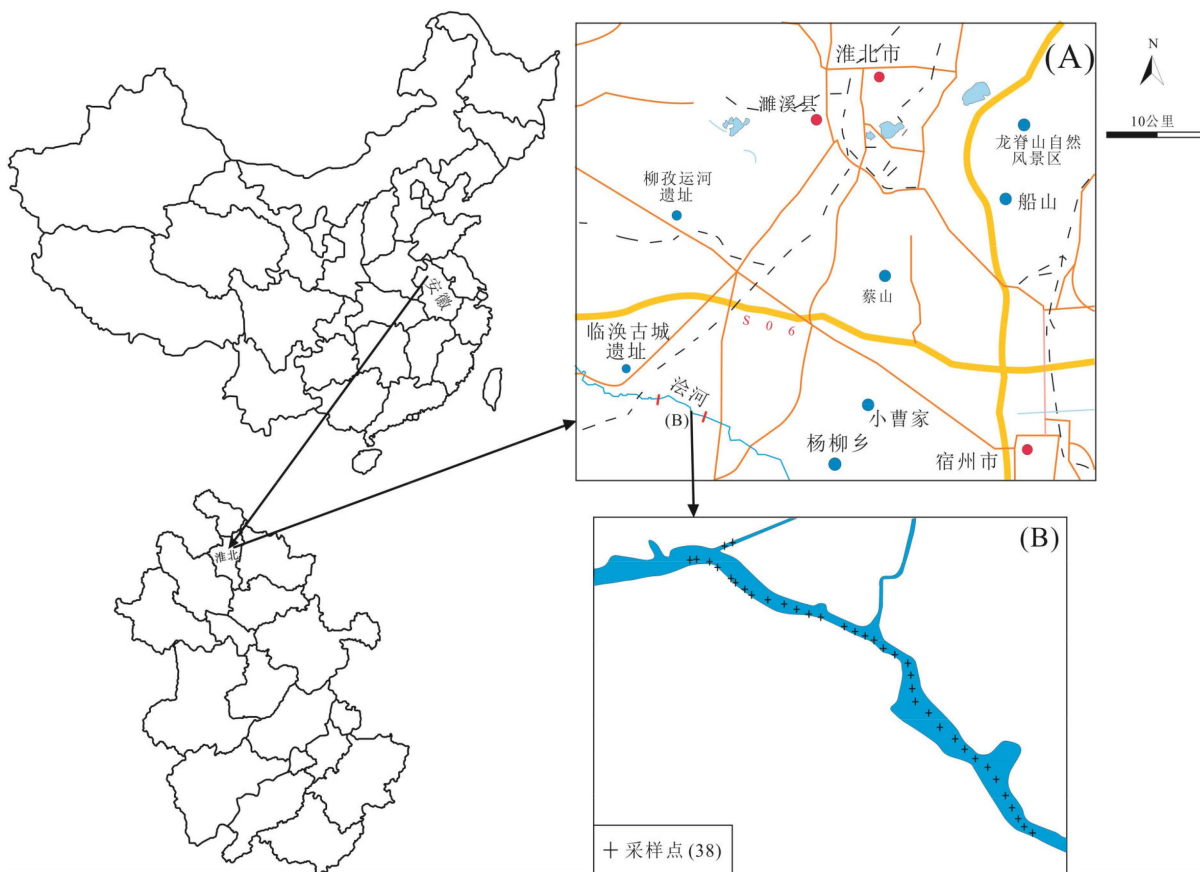 安徽
淮北
(A)
淮北市
濉溪县
龙脊山自然
风景区
柳孜运河
遗址
船山
蔡山
S06
临涣古城
遗址
浍河
(B)
小曹家
杨柳乡
宿州市
N
10公里
(B)
采样点(38)